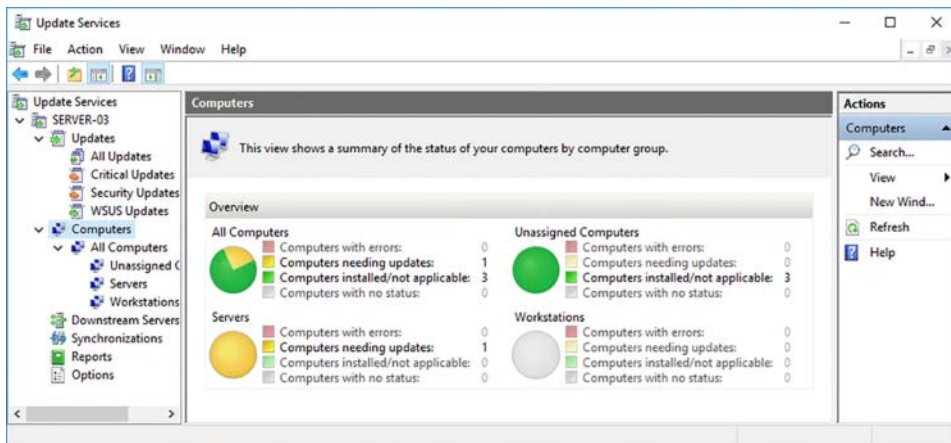 Update Services
File Action View Window Help
Update Services
SERVER-03
Updates
All Updates
Critical Updates
Security Updates
WSUS Updates
Computers
All Computers
Unassigned C
Servers
Workstations
Downstream Servers
Synchronizations
Reports
Options
Computers
This view shows a summary of the status of your computers by computer group.
Overview
All Computers
Computers with errors: 0
Computers needing updates: 1
Computers installed/not applicable: 3
Computers with no status: 0
Unassigned Computers
Computers with errors: 0
Computers needing updates: 0
Computers installed/not applicable: 3
Computers with no status: 0
Servers
Computers with errors: 0
Computers needing updates: 1
Computers installed/not applicable: 0
Computers with no status: 0
Workstations
Computers with errors: 0
Computers needing updates: 0
Computers installed/not applicable: 0
Computers with no status: 0
Actions
Computers
Search...
View
New Wind...
Refresh
Help